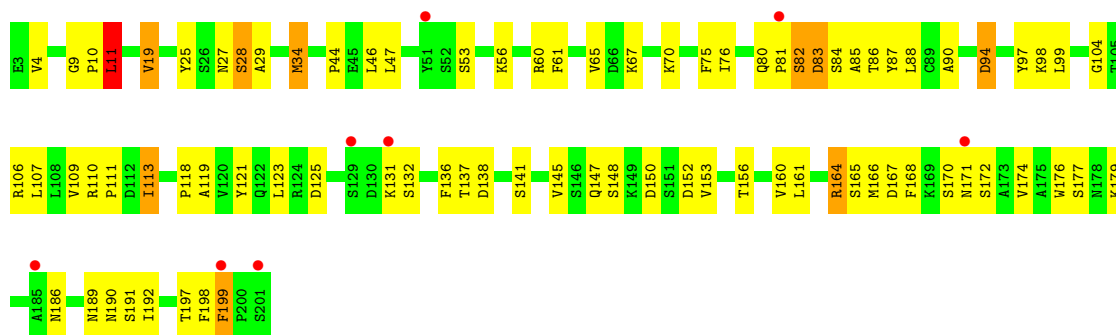 E3 V4 G9 P10 L11 V19 Y25 S26 N27 S28 A29 M34 P44 E45 L46 L47 Y51 S52 S53 K56 R60 F61 V65 D66 K67 K70 F75 I76 Q80 P81 S82 D83 S84 A85 T86 Y87 L88 C89 A90 D94 Y97 K98 L99 G104 T105
R106 L107 L108 V109 R110 P111 D112 I113 P118 A119 V120 Y121 Q122 L123 R124 D125 S129 D130 K131 S132 F136 T137 D138 S141 V145 S146 Q147 S148 K149 D150 S151 D152 V153 T156 V160 L161 R164 S165 M166 D167 F168 K169 S170 N171 S172 A173 V174 A175 W176 S177 N178
A185 N186 N189 N190 S191 I192 T197 F198 F199 P200 S201